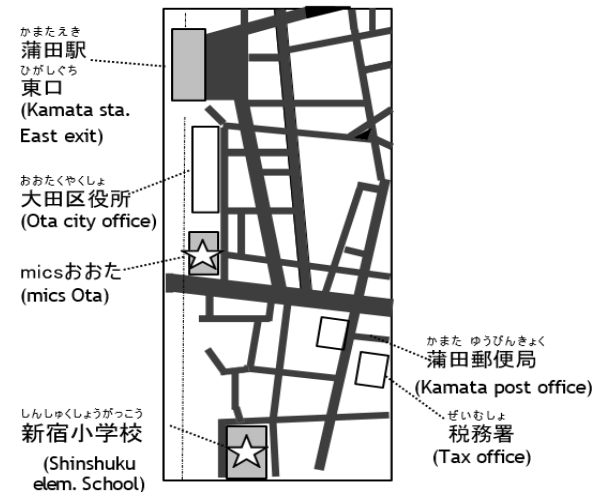 かまたえき
蒲田駅
ひがしぐち
東口
(Kamata sta.
East exit)
おおたくやくしょ
大田区役所
(Ota city office)
micsおおた
(mics Ota)
かまた ゆうびんきょく
蒲田郵便局
(Kamata post office)
ぜいむしょ
税務署
(Tax office)
しんしゅくしょうがっこう
新宿小学校
(Shinshuku
elem. School)